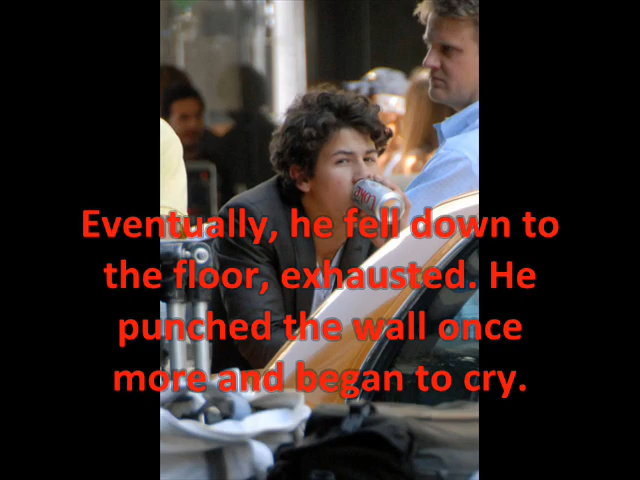 Eventually, he fell down to
the floor, exhausted. He
punched the wall once
more and began to cry.